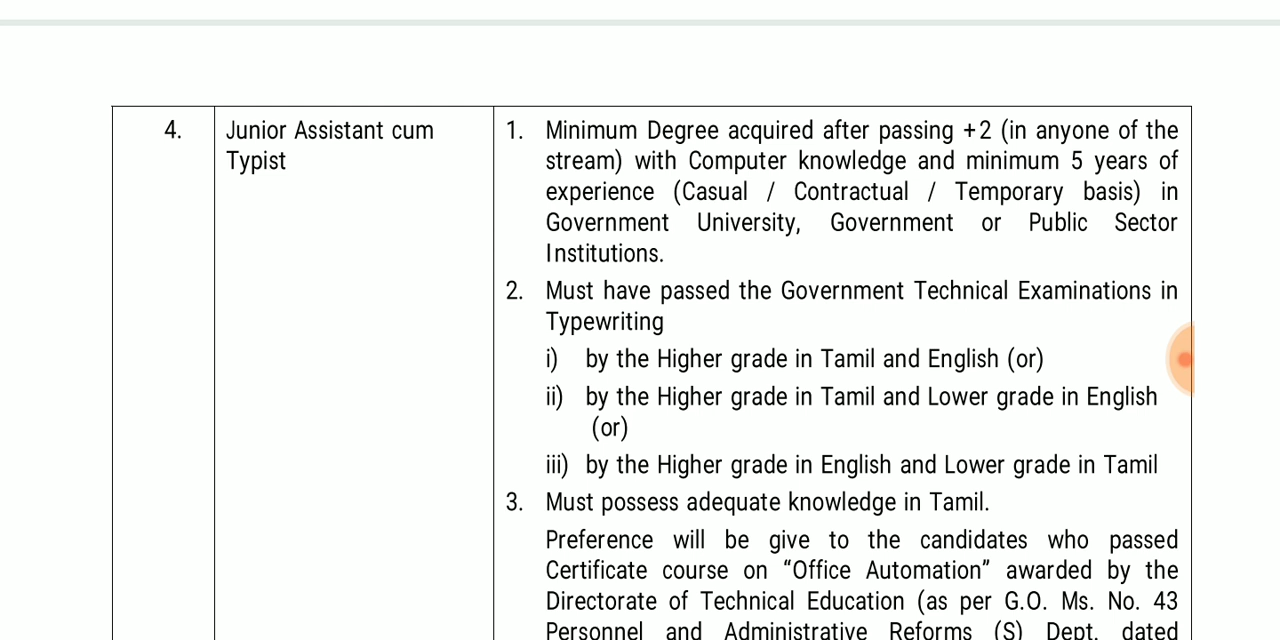 4.
Junior Assistant cum
Typist
1. Minimum Degree acquired after passing +2 (in anyone of the
stream) with Computer knowledge and minimum 5 years of
experience (Casual / Contractual / Temporary basis) in
Government University, Government or Public Sector
Institutions.
2. Must have passed the Government Technical Examinations in
Typewriting
i) by the Higher grade in Tamil and English (or)
ii) by the Higher grade in Tamil and Lower grade in English
(or)
iii) by the Higher grade in English and Lower grade in Tamil
3. Must possess adequate knowledge in Tamil.
Preference will be give to the candidates who passed
Certificate course on “Office Automation” awarded by the
Directorate of Technical Education (as per G.O. Ms. No. 43
Personnel and Administrative Reforms (S) Dept. dated